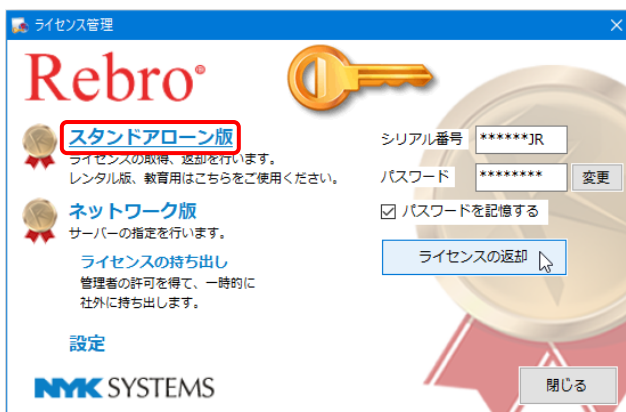 ライセンス管理
Rebro
スタンドアローン版
ライセンスの取得、返却を行います。
レンタル版、教育用はこちらをご使用ください。
ネットワーク版
サーバーの指定を行います。
ライセンスの持ち出し
管理者の許可を得て、一時的に
社外に持ち出します。
設定
NYK SYSTEMS
シリアル番号 ******JR
パスワード ******** 変更
パスワードを記憶する
ライセンスの返却
閉じる